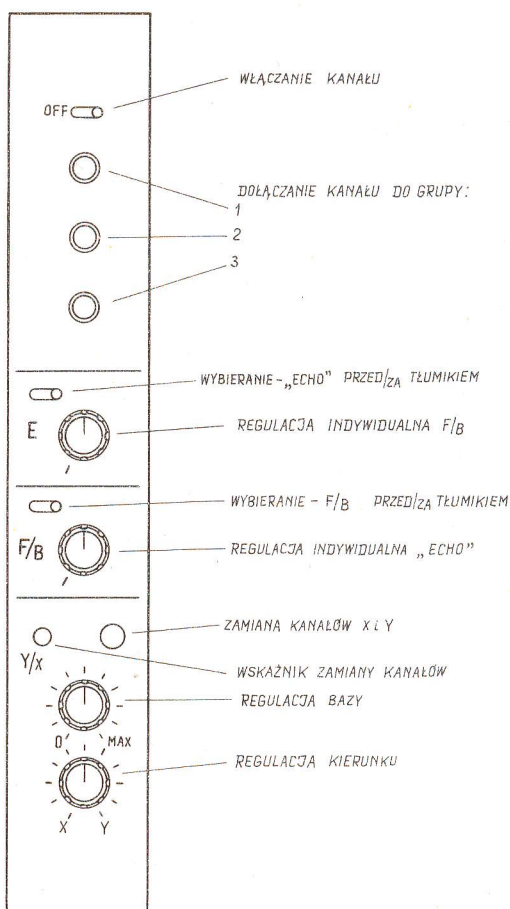 WŁĄCZANIE KANAŁU
OFF
DOŁĄCZANIE KANAŁU DO GRUPY:
1
2
3
WYBIERANIE-„ECHO" PRZED/ZA TŁUMIKIEM
E
REGULACJA INDYWIDUALNA F/B
WYBIERANIE - F/B PRZED/ZA TŁUMIKIEM
F/B
REGULACJA INDYWIDUALNA „ECHO"
ZAMIANA KANAŁÓW X i Y
Y/X
WSKAŹNIK ZAMIANY KANAŁÓW
REGULACJA BAZY
0 MAX
REGULACJA KIERUNKU
X Y